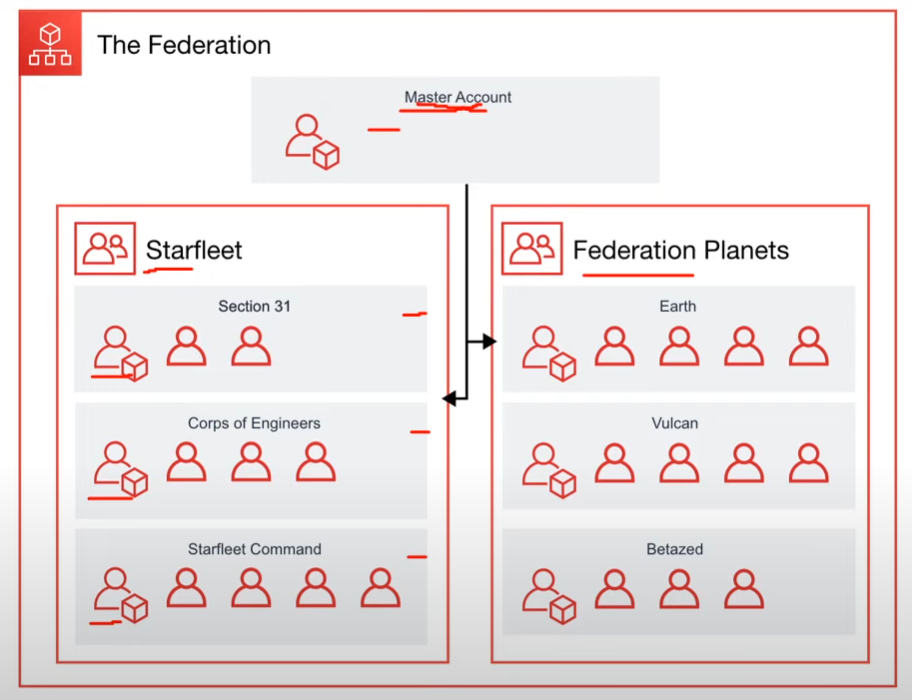 The Federation
Master Account
Starfleet
Section 31
Corps of Engineers
Starfleet Command
Federation Planets
Earth
Vulcan
Betazed